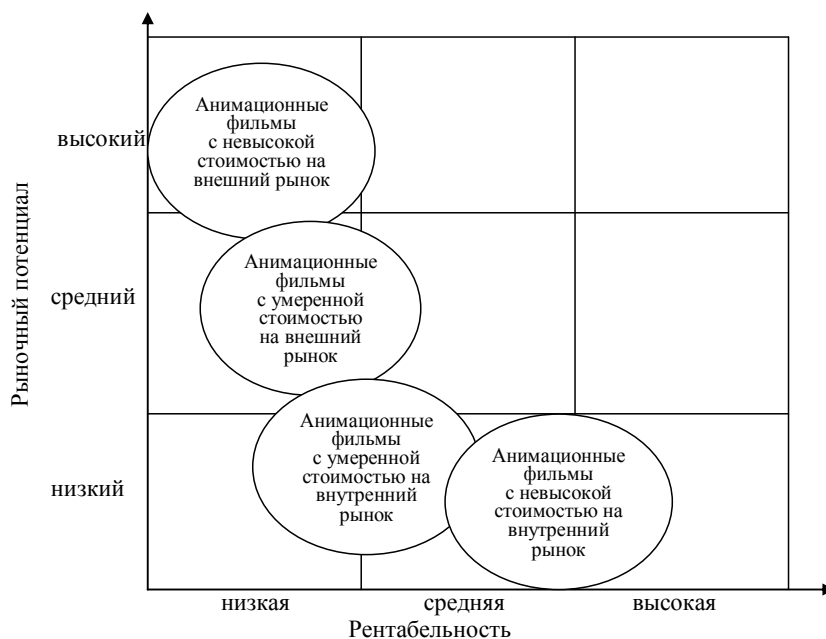 Рыночный потенциал
высокий
Анимационные
фильмы
с невысокой
стоимостью на
внешний рынок
средний
Анимационные
фильмы
с умеренной
стоимостью
на внешний
рынок
низкий
Анимационные
фильмы
с умеренной
стоимостью на
внутренний
рынок
Анимационные
фильмы
с невысокой
стоимостью на
внутренний
рынок
низкая
средняя
высокая
Рентабельность